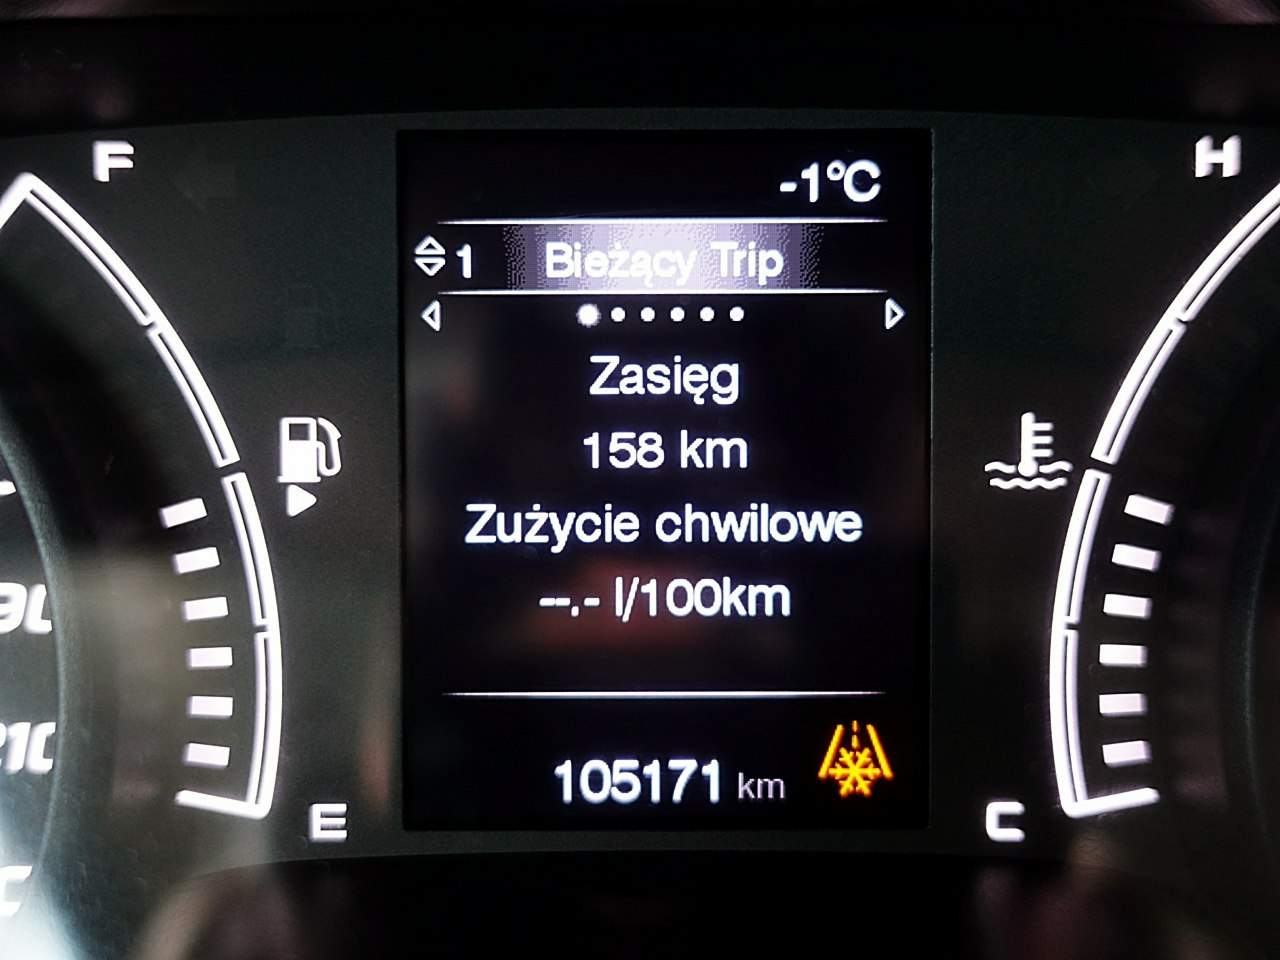 F
H
-1°C
1 Bieżący Trip
Zasięg
158 km
Zużycie chwilowe
--.- l/100km
105171 km
E
C